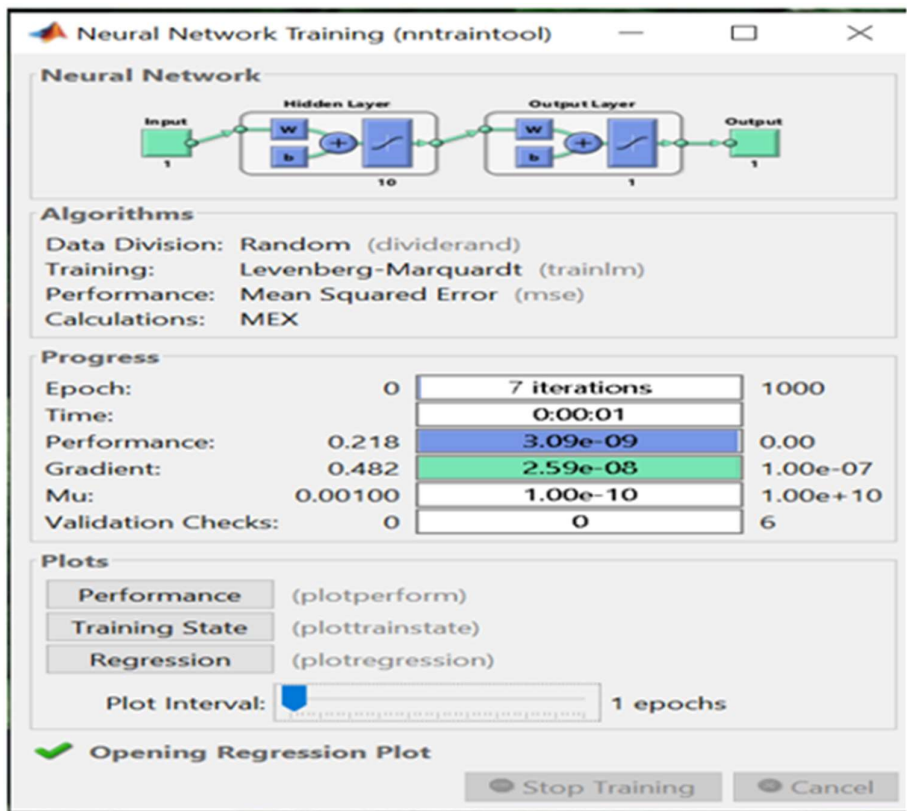 Neural Network Training (nntraintool)
Neural Network
Hidden Layer
Output Layer
Input
Output
W
W
b
b
1
10
1
1
Algorithms
Data Division: Random (dividerand)
Training: Levenberg-Marquardt (trainlm)
Performance: Mean Squared Error (mse)
Calculations: MEX
Progress
Epoch: 0 7 iterations 1000
Time: 0:00:01
Performance: 0.218 3.09e-09 0.00
Gradient: 0.482 2.59e-08 1.00e-07
Mu: 0.00100 1.00e-10 1.00e+10
Validation Checks: 0 0 6
Plots
Performance (plotperform)
Training State (plottrainstate)
Regression (plotregression)
Plot Interval: 1 epochs
Opening Regression Plot
Stop Training Cancel